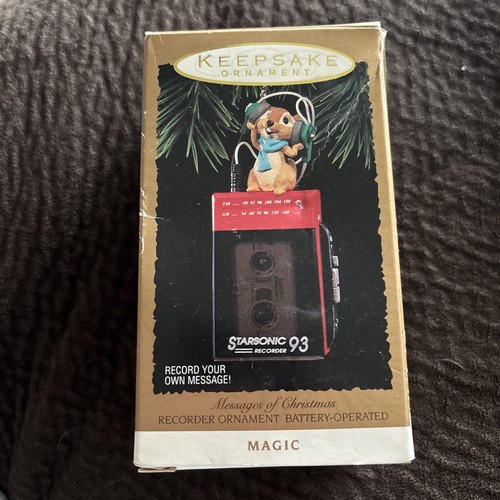 KEEPSAKE
ORNAMENT
STARSONIC 93
RECORDER
RECORD YOUR
OWN MESSAGE!
Messages of Christmas
RECORDER ORNAMENT BATTERY-OPERATED
MAGIC